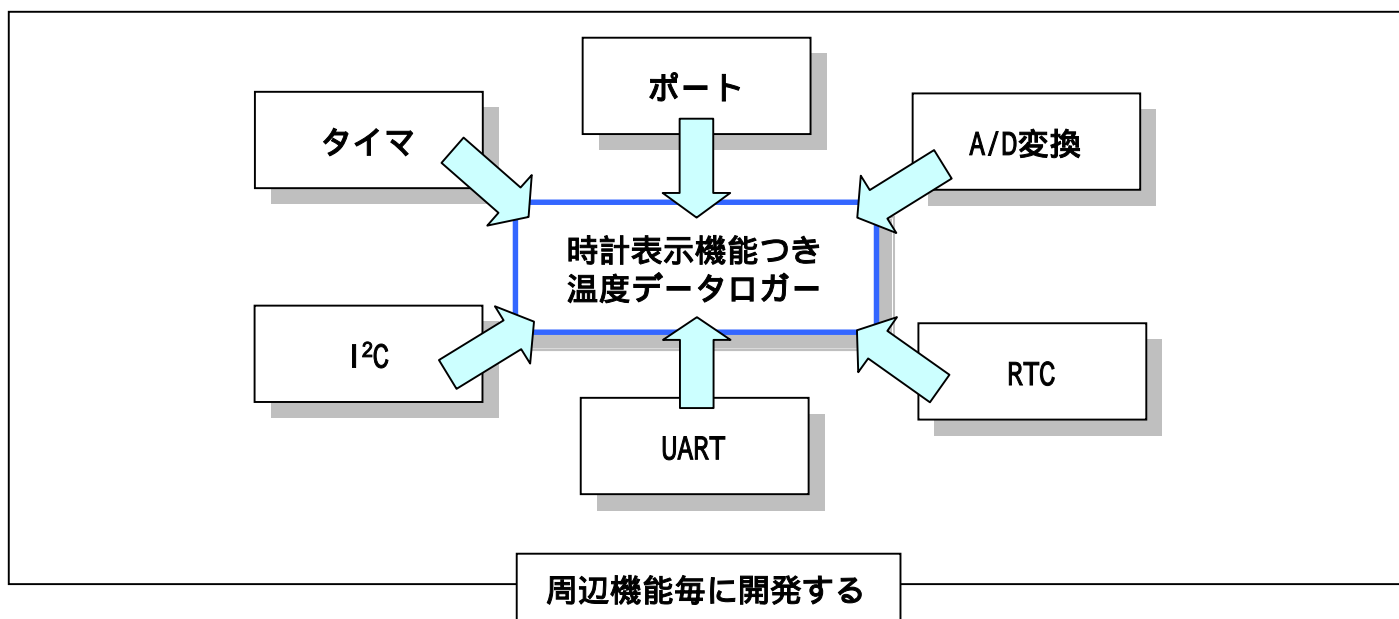 ポート
タイマ
A/D変換
時計表示機能つき
温度データロガー
I²C
RTC
UART
周辺機能毎に開発する